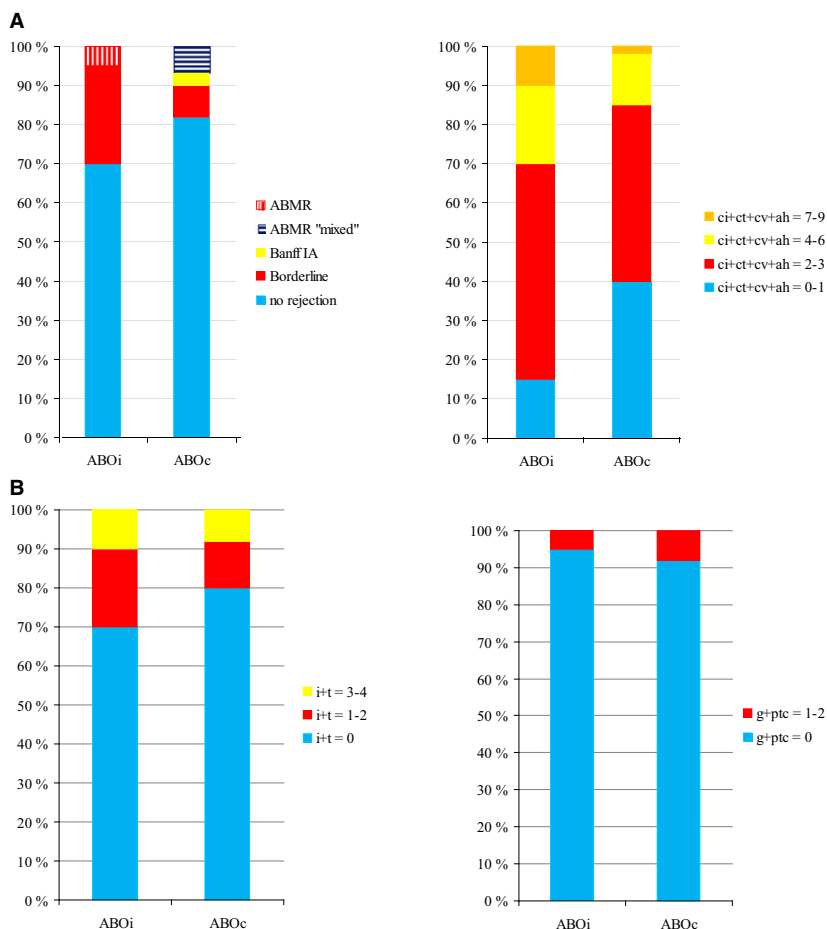 A
100 %
90 %
80 %
70 %
60 %
50 %
40 %
30 %
20 %
10 %
0 %
ABOi ABOc
ABMR
ABMR "mixed"
Banff IA
Borderline
no rejection
100 %
90 %
80 %
70 %
60 %
50 %
40 %
30 %
20 %
10 %
0 %
ABOi ABOc
ci+ct+cv+ah = 7-9
ci+ct+cv+ah = 4-6
ci+ct+cv+ah = 2-3
ci+ct+cv+ah = 0-1
B
100 %
90 %
80 %
70 %
60 %
50 %
40 %
30 %
20 %
10 %
0 %
ABOi ABOc
i+t = 3-4
i+t = 1-2
i+t = 0
100 %
90 %
80 %
70 %
60 %
50 %
40 %
30 %
20 %
10 %
0 %
ABOi ABOc
g+ptc = 1-2
g+ptc = 0